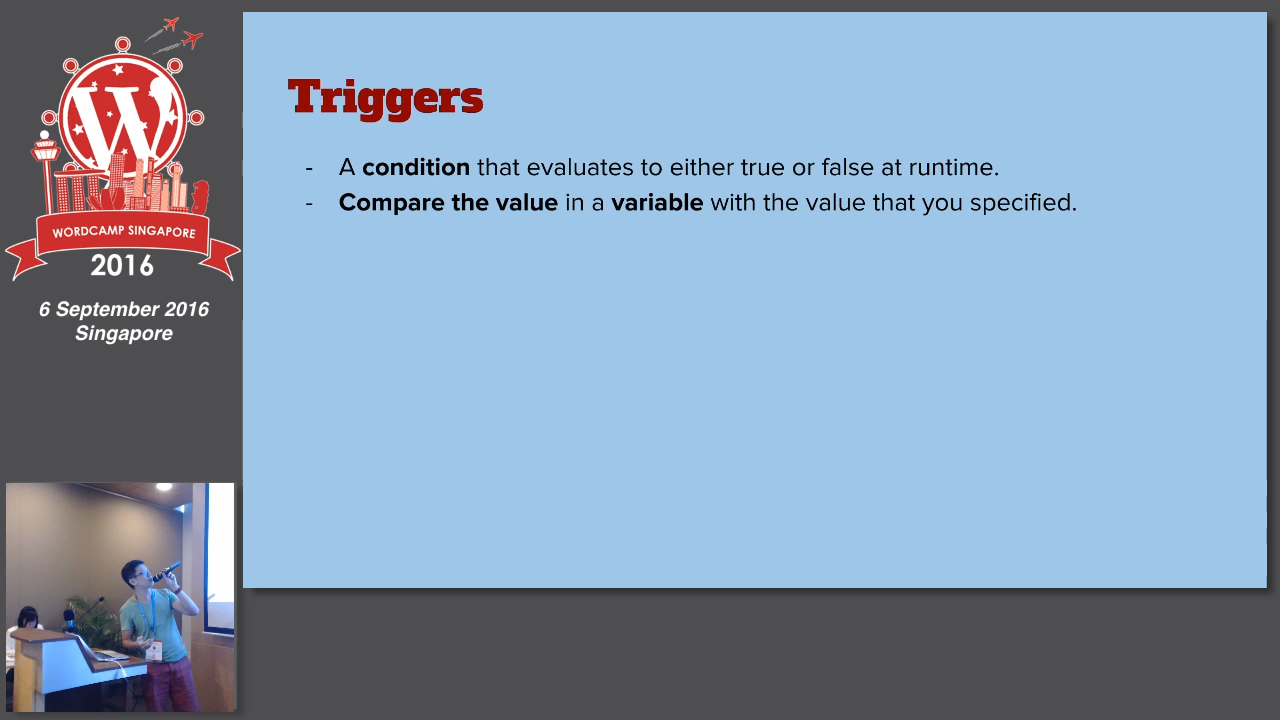 WORDCAMP SINGAPORE
2016
6 September 2016
Singapore
Triggers
- A condition that evaluates to either true or false at runtime.
- Compare the value in a variable with the value that you specified.